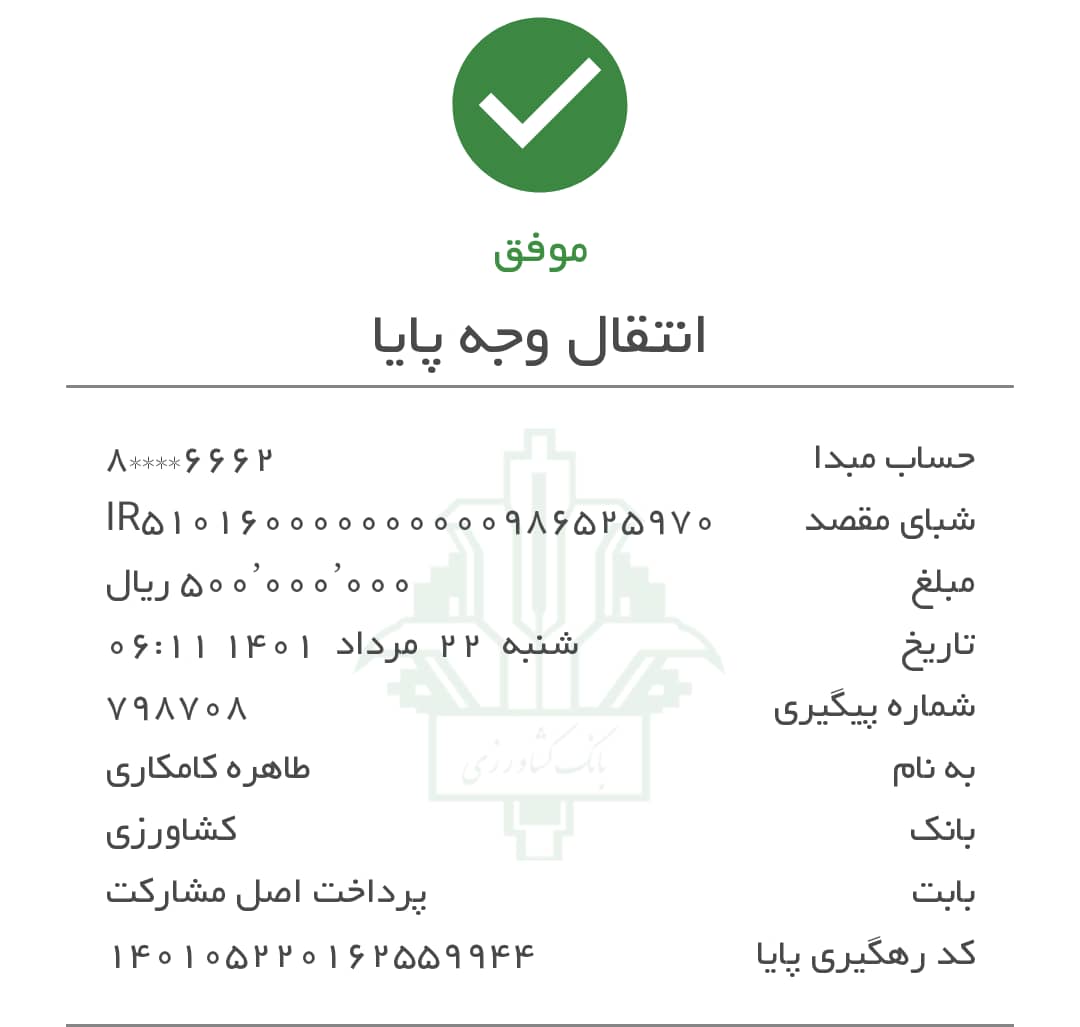 موفق
انتقال وجه پایا
حساب مبدا ۸****۶۶۶۲
شبای مقصد IR۵۱۰۱۶۰۰۰۰۰۰۰۰۰۰۹۸۶۵۲۵۹۷۰
مبلغ ۵۰۰٬۰۰۰٬۰۰۰ ریال
تاریخ شنبه ۲۲ مرداد ۱۴۰۱ ۰۶:۱۱
شماره پیگیری ۷۹۸۷۰۸
به نام طاهره کامکاری
بانک کشاورزی
بانک کشاورزی
بابت پرداخت اصل مشارکت
کد رهگیری پایا ۱۴۰۱۰۵۲۲۰۱۶۲۵۵۹۹۴۴